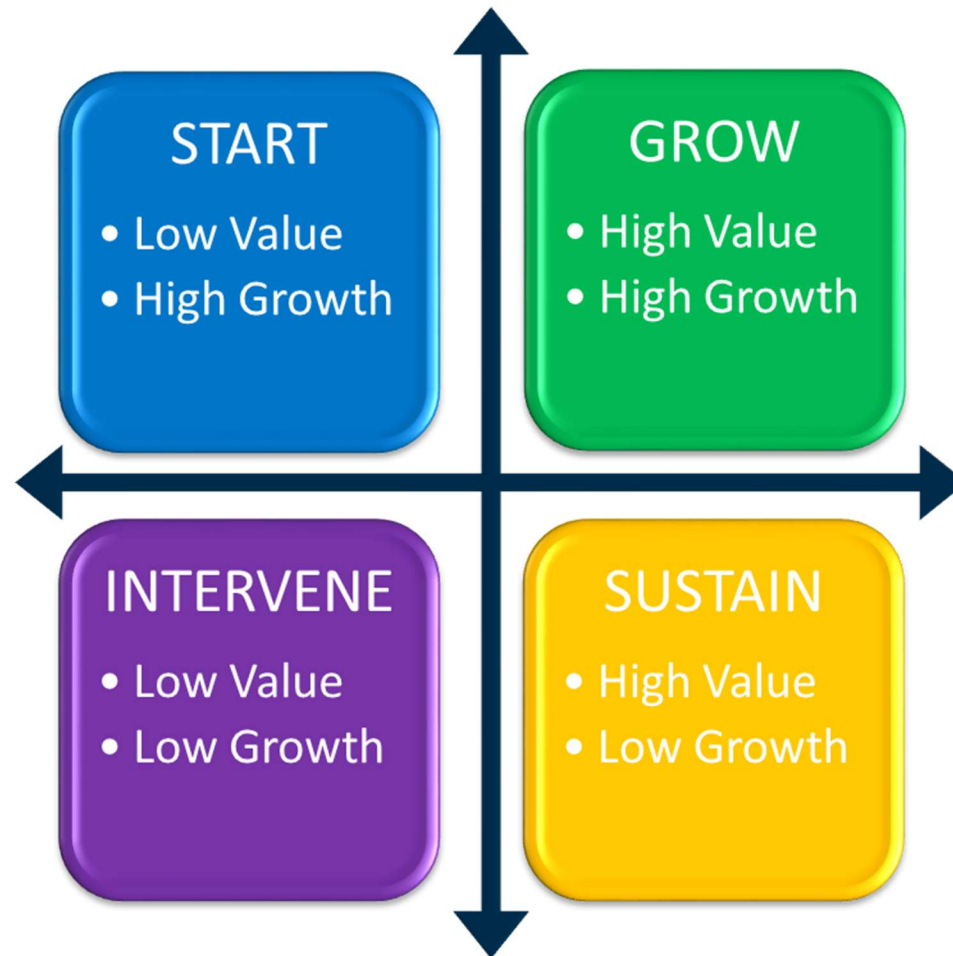 START
• Low Value
• High Growth
GROW
• High Value
• High Growth
INTERVENE
• Low Value
• Low Growth
SUSTAIN
• High Value
• Low Growth